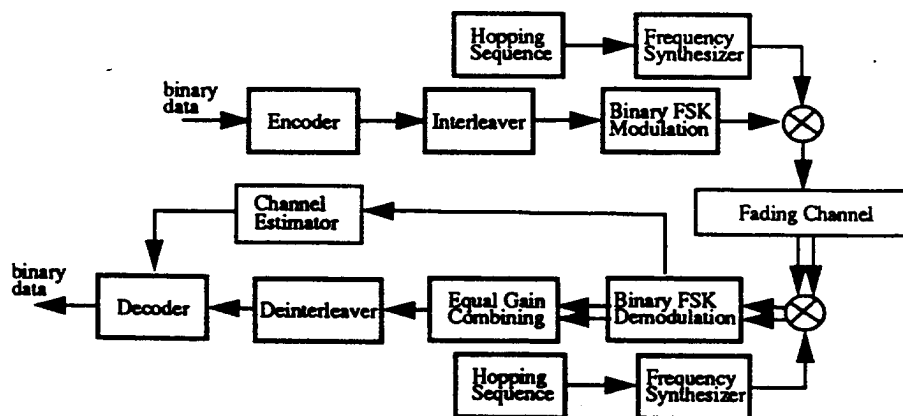 Hopping
Sequence
Frequency
Synthesizer
binary
data
Encoder
Interleaver
Binary FSK
Modulation
Channel
Estimator
Fading Channel
binary
data
Decoder
Deinterleaver
Equal Gain
Combining
Binary FSK
Demodulation
Hopping
Sequence
Frequency
Synthesizer